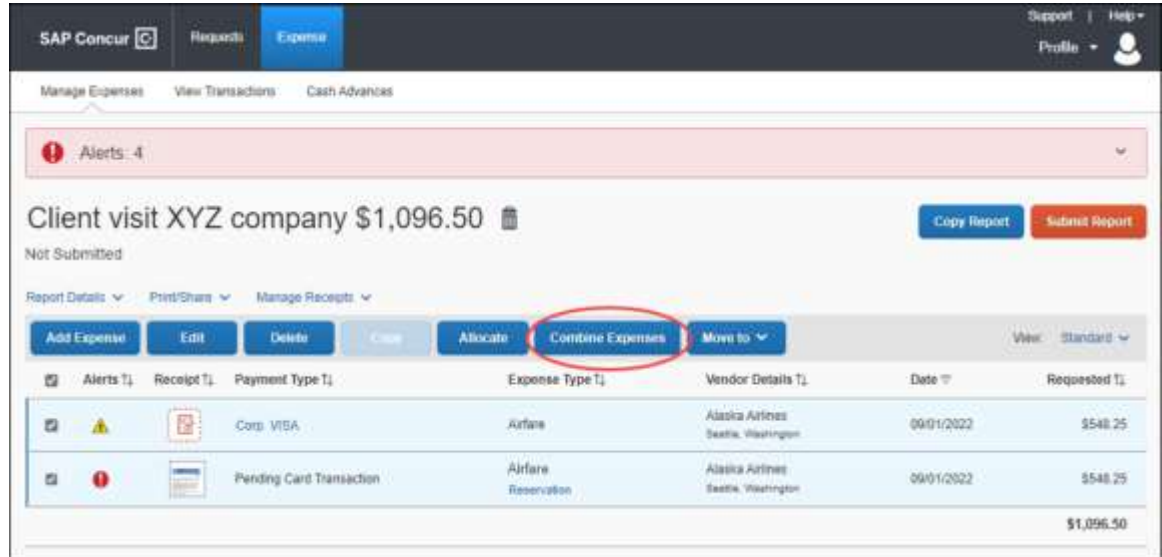 Support | Help
SAP Concur C Requests Expense
Profile
Manage Expenses View Transactions Cash Advances
Alerts: 4
Client visit XYZ company $1,096.50
Copy Report Submit Report
Not Submitted
Report Details Print/Share Manage Receipts
Add Expense Edit Delete Copy Allocate Combine Expenses Move to View: Standard
Alerts Receipt Payment Type Expense Type Vendor Details Date Requested
Corp. VISA Airfare Alaska Airlines 09/01/2022 $548.25
Seattle, Washington
Pending Card Transaction Airfare Alaska Airlines 09/01/2022 $548.25
Reservation Seattle, Washington
$1,096.50